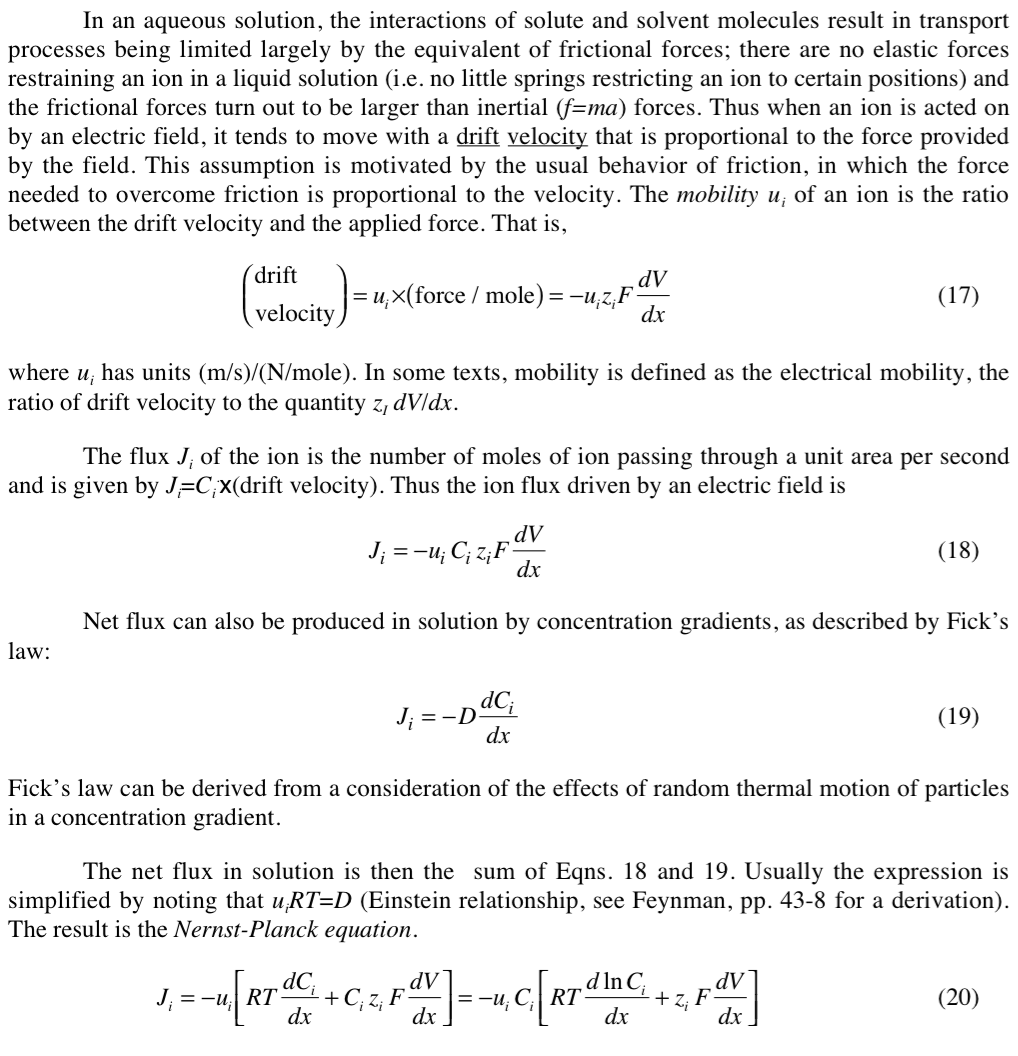 In an aqueous solution, the interactions of solute and solvent molecules result in transport
processes being limited largely by the equivalent of frictional forces; there are no elastic forces
restraining an ion in a liquid solution (i.e. no little springs restricting an ion to certain positions) and
the frictional forces turn out to be larger than inertial (f=ma) forces. Thus when an ion is acted on
by an electric field, it tends to move with a drift velocity that is proportional to the force provided
by the field. This assumption is motivated by the usual behavior of friction, in which the force
needed to overcome friction is proportional to the velocity. The mobility u_i of an ion is the ratio
between the drift velocity and the applied force. That is,
(drift velocity) = u_i×(force / mole) = −u_i z_i F dV/dx (17)
where u_i has units (m/s)/(N/mole). In some texts, mobility is defined as the electrical mobility, the
ratio of drift velocity to the quantity z_I dV/dx.
The flux J_i of the ion is the number of moles of ion passing through a unit area per second
and is given by J_i=C_i×(drift velocity). Thus the ion flux driven by an electric field is
J_i = −u_i C_i z_i F dV/dx (18)
Net flux can also be produced in solution by concentration gradients, as described by Fick's
law:
J_i = −D dC_i/dx (19)
Fick's law can be derived from a consideration of the effects of random thermal motion of particles
in a concentration gradient.
The net flux in solution is then the sum of Eqns. 18 and 19. Usually the expression is
simplified by noting that u_iRT=D (Einstein relationship, see Feynman, pp. 43-8 for a derivation).
The result is the Nernst-Planck equation.
J_i = −u_i[RT dC_i/dx + C_i z_i F dV/dx] = −u_i C_i[RT d ln C_i/dx + z_i F dV/dx] (20)